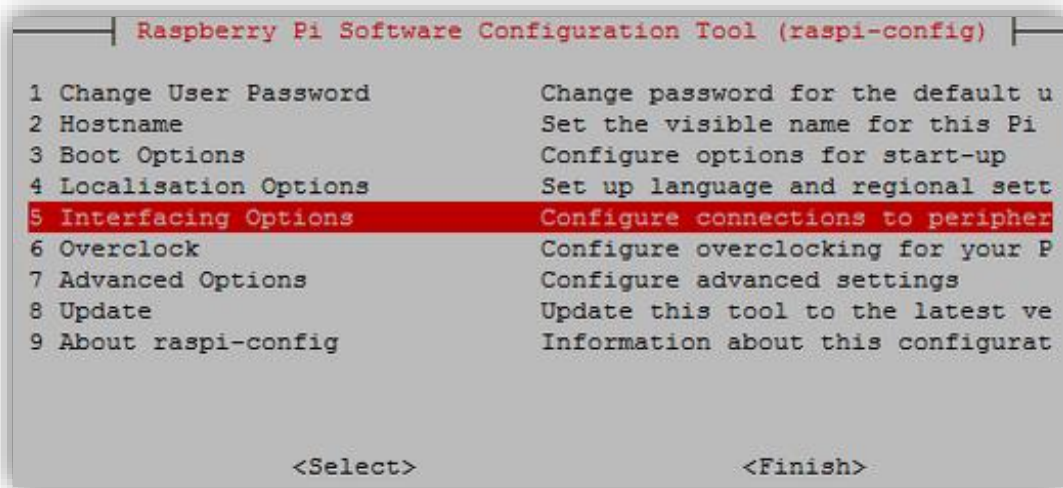 Raspberry Pi Software Configuration Tool (raspi-config)
1 Change User Password Change password for the default u
2 Hostname Set the visible name for this Pi
3 Boot Options Configure options for start-up
4 Localisation Options Set up language and regional sett
5 Interfacing Options Configure connections to peripher
6 Overclock Configure overclocking for your P
7 Advanced Options Configure advanced settings
8 Update Update this tool to the latest ve
9 About raspi-config Information about this configurat
<Select> <Finish>